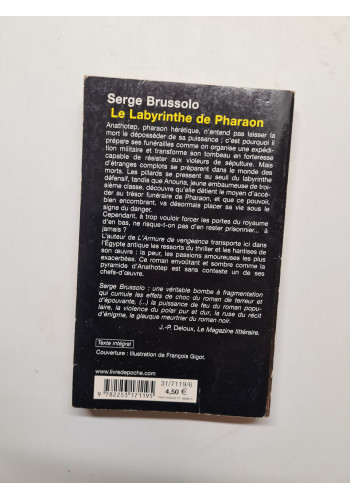 Serge Brussolo
Le Labyrinthe de Pharaon
Anathotep, pharaon hérétique, n'entend pas laisser la
mort le déposséder de sa puissance ; c'est pourquoi il
prépare ses funérailles comme on organise une expédi-
tion militaire et transforme son tombeau en forteresse
capable de résister aux violeurs de sépulture. Mais
d'étranges complots se préparent dans le monde des
morts. Les pillards se pressent au seuil du labyrinthe
défensif, tandis que Anouna, jeune embaumeuse de troi-
sième classe, découvre qu'elle détient le moyen d'accé-
der au trésor funéraire de Pharaon, et que ce pouvoir,
bien encombrant, va désormais placer sa vie sous le
signe du danger.
Cependant, à trop vouloir forcer les portes du royaume
d'en bas, ne risque-t-on pas d'en rester prisonnier... à
jamais ?
L'auteur de L'Armure de vengeance transporte ici dans
l'Égypte antique les ressorts du thriller et les hantises de
son œuvre ; la peur, les passions amoureuses les plus
exacerbées. Ce roman envoûtant et sombre comme la
pyramide d'Anathotep est sans conteste un de ses
chefs-d'œuvre.
Serge Brussolo : une véritable bombe à fragmentation
qui cumule les effets de choc du roman de terreur et
d'épouvante, (...) la puissance de feu du roman popu-
laire, la violence du polar pur et dur, la ruse du récit
d'énigme, le glauque meurtrier du roman noir.
J.-P. Deloux, Le Magazine littéraire.
Texte intégral
Couverture : illustration de François Gigot.
www.livredepoche.com
31/7119/6
4,50 €
9 782253 171195